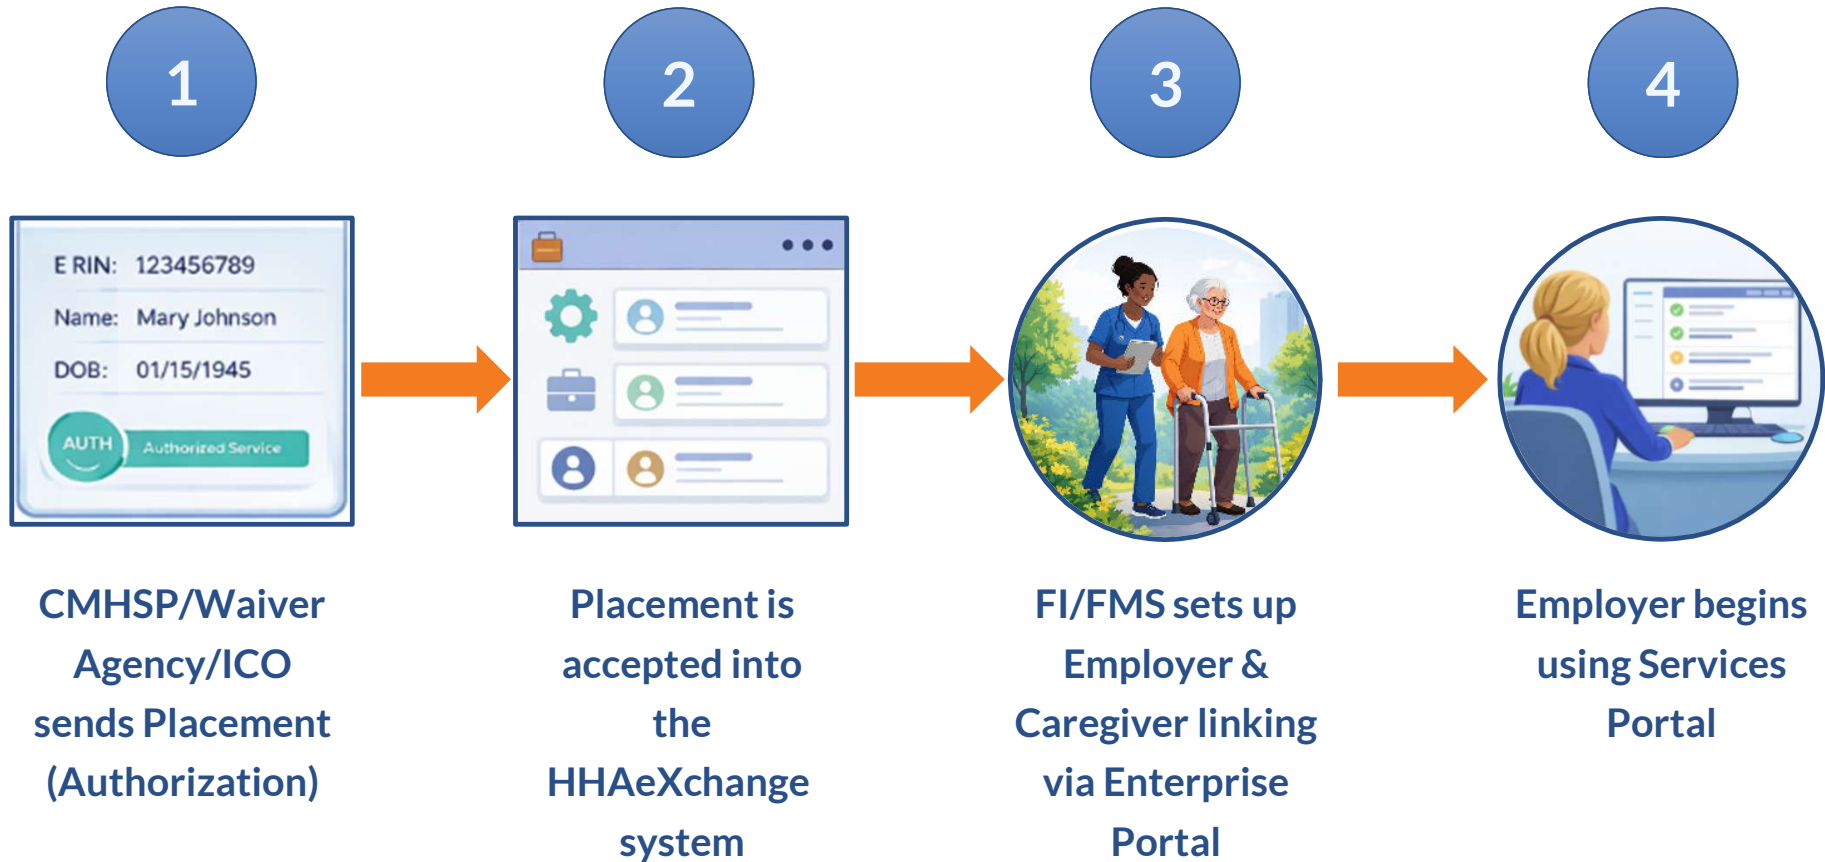 1
2
3
4
E RIN: 123456789
Name: Mary Johnson
DOB: 01/15/1945
AUTH
Authorized Service
CMHSP/Waiver
Agency/ICO
sends Placement
(Authorization)
Placement is
accepted into
the
HHAeXchange
system
FI/FMS sets up
Employer &
Caregiver linking
via Enterprise
Portal
Employer begins
using Services
Portal